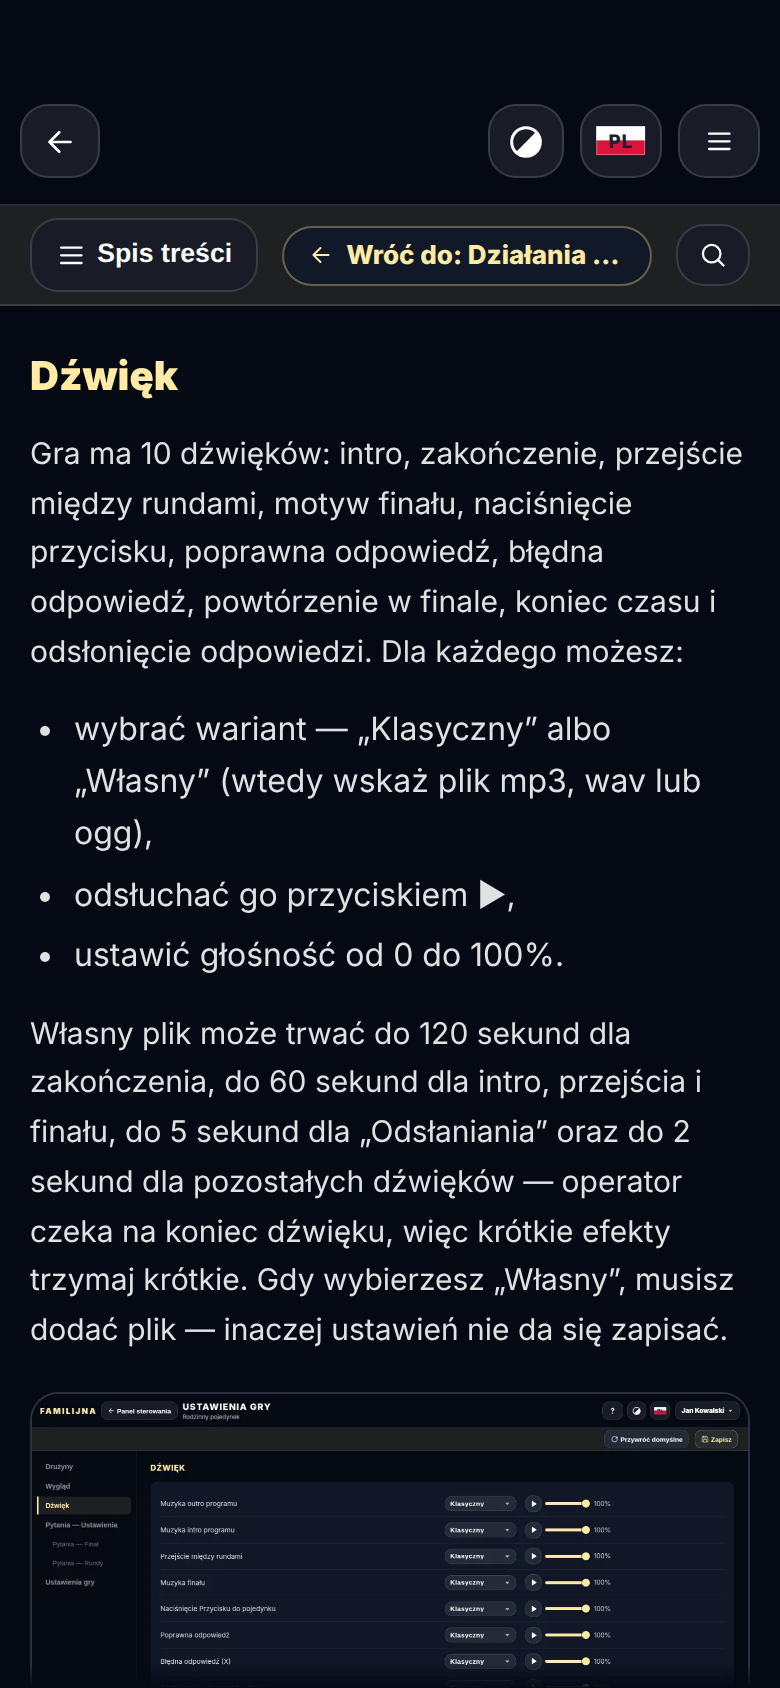 PL
Spis treści
Wróć do: Działania ...
Dźwięk
Gra ma 10 dźwięków: intro, zakończenie, przejście
między rundami, motyw finału, naciśnięcie
przycisku, poprawna odpowiedź, błędna
odpowiedź, powtórzenie w finale, koniec czasu i
odsłonięcie odpowiedzi. Dla każdego możesz:
• wybrać wariant — „Klasyczny” albo
„Własny” (wtedy wskaż plik mp3, wav lub
ogg),
• odsłuchać go przyciskiem ▶,
• ustawić głośność od 0 do 100%.
Własny plik może trwać do 120 sekund dla
zakończenia, do 60 sekund dla intro, przejścia i
finału, do 5 sekund dla „Odsłaniania” oraz do 2
sekund dla pozostałych dźwięków — operator
czeka na koniec dźwięku, więc krótkie efekty
trzymaj krótkie. Gdy wybierzesz „Własny”, musisz
dodać plik — inaczej ustawień nie da się zapisać.
FAMILIJNA
Panel sterowania
USTAWIENIA GRY
Rodzinny pojedynek
?
Jan Kowalski
Przywróć domyślne
Zapisz
Drużyny
Wygląd
Dźwięk
Pytania — Ustawienia
Pytania — Finał
Pytania — Rundy
Ustawienia gry
DŹWIĘK
Muzyka outro programu Klasyczny 100%
Muzyka intro programu Klasyczny 100%
Przejście między rundami Klasyczny 100%
Muzyka finału Klasyczny 100%
Naciśnięcie Przycisku do pojedynku Klasyczny 100%
Poprawna odpowiedź Klasyczny 100%
Błędna odpowiedź (X) Klasyczny 100%